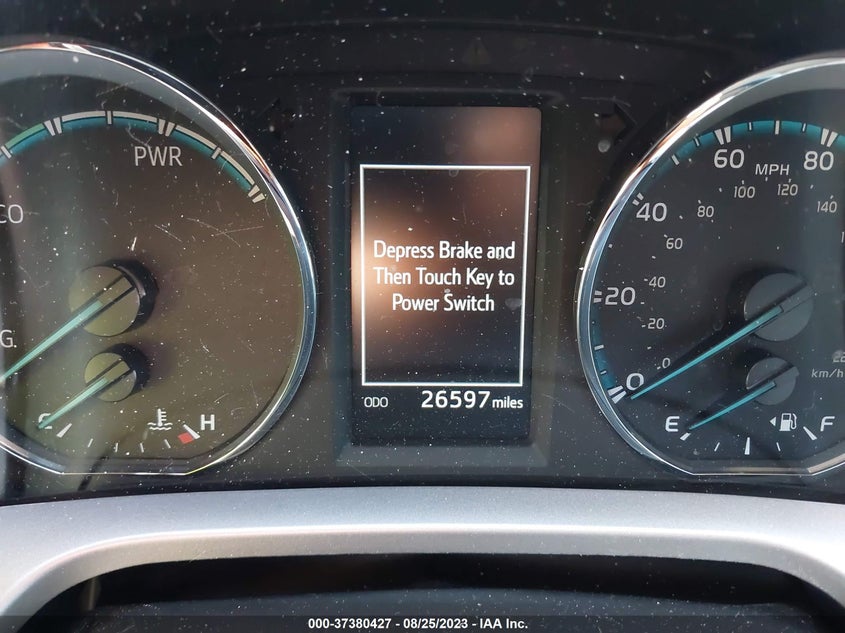 PWR
CO
G.
C
H
Depress Brake and
Then Touch Key to
Power Switch
ODO 26597 miles
60 MPH 80
100 120
40 80 140
60
20 40
20
0 0
km/h
E F
000-37380427 - 08/25/2023 - IAA Inc.